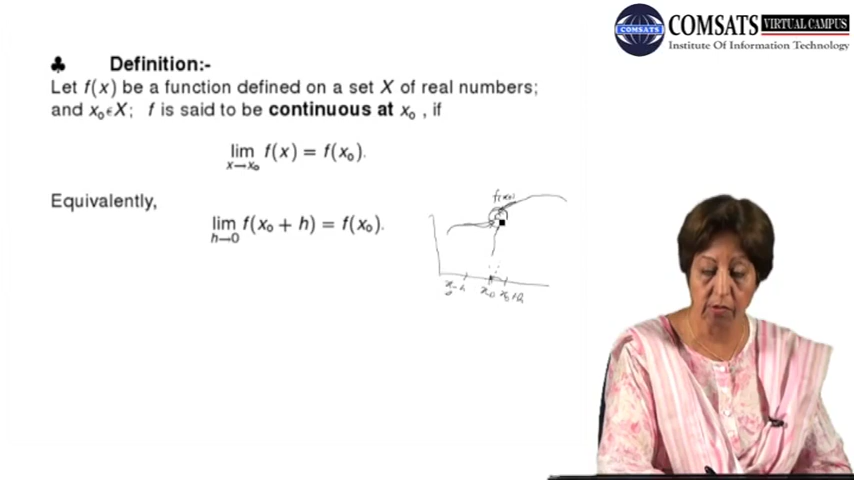 COMSATS VIRTUAL CAMPUS
Institute Of Information Technology
♣ Definition:-
Let f(x) be a function defined on a set X of real numbers;
and x₀ϵX; f is said to be continuous at x₀ , if
lim f(x) = f(x₀).
x→x₀
Equivalently,
lim f(x₀ + h) = f(x₀).
h→0
f(x₀)
x₀-h x₀ x₀+h